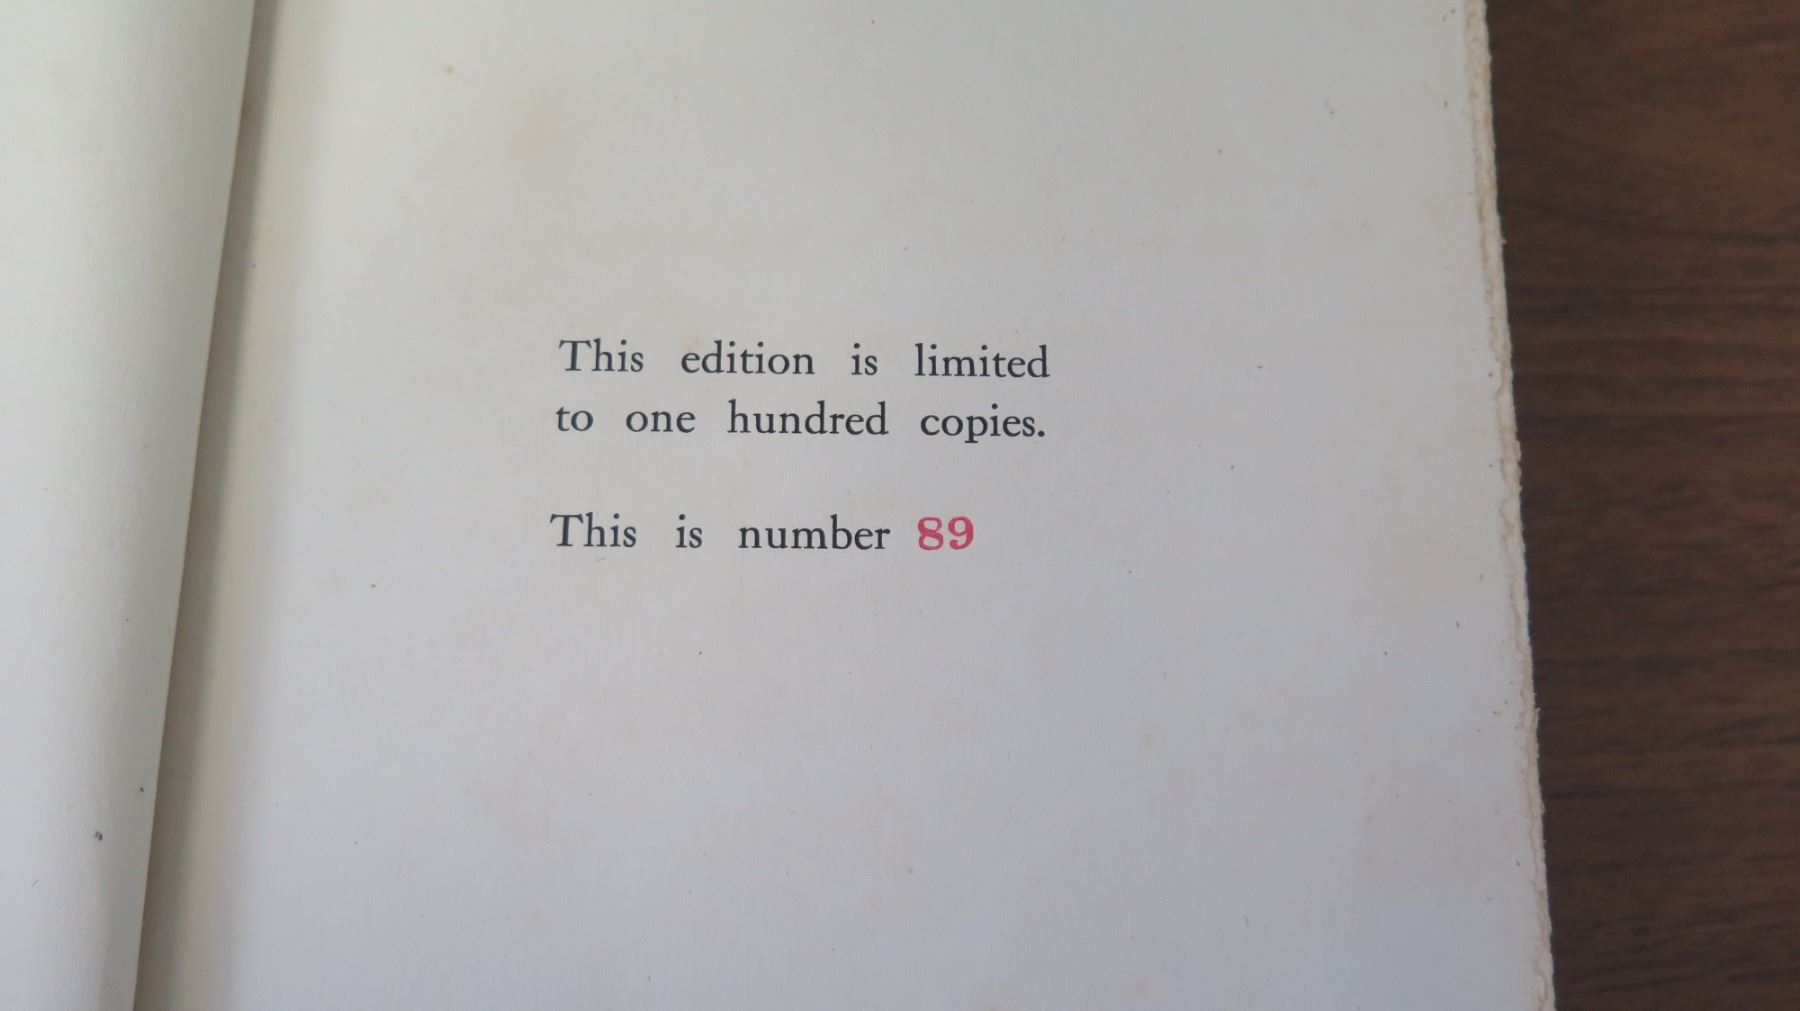 This edition is limited
to one hundred copies.
This is number 89